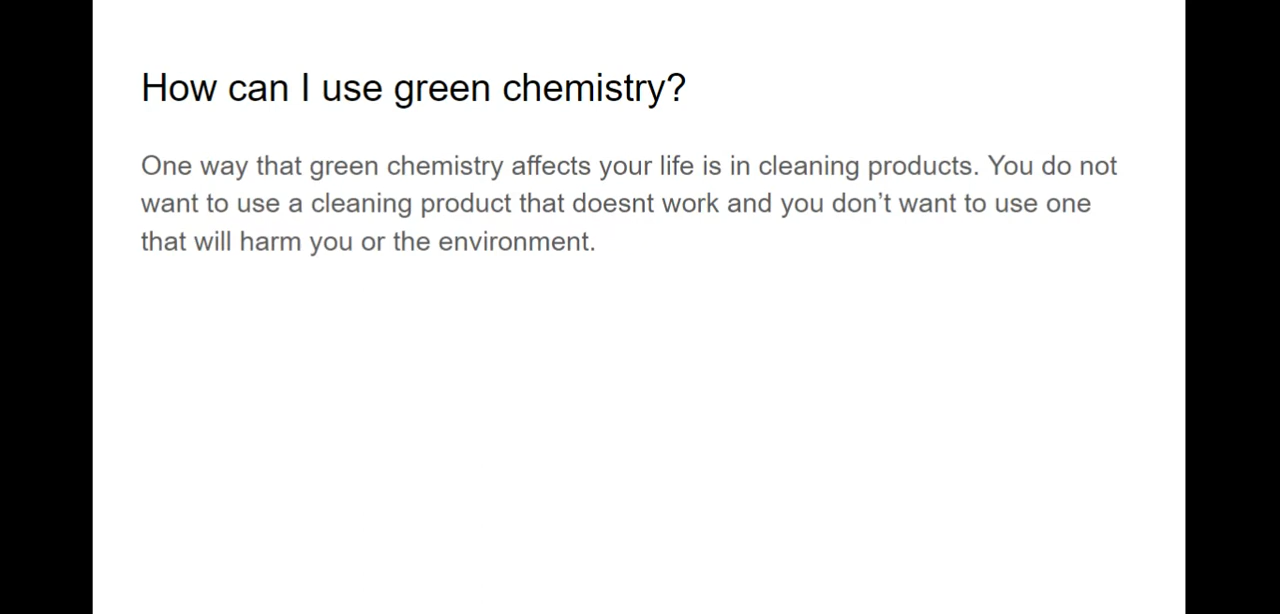 How can I use green chemistry?
One way that green chemistry affects your life is in cleaning products. You do not
want to use a cleaning product that doesnt work and you don’t want to use one
that will harm you or the environment.